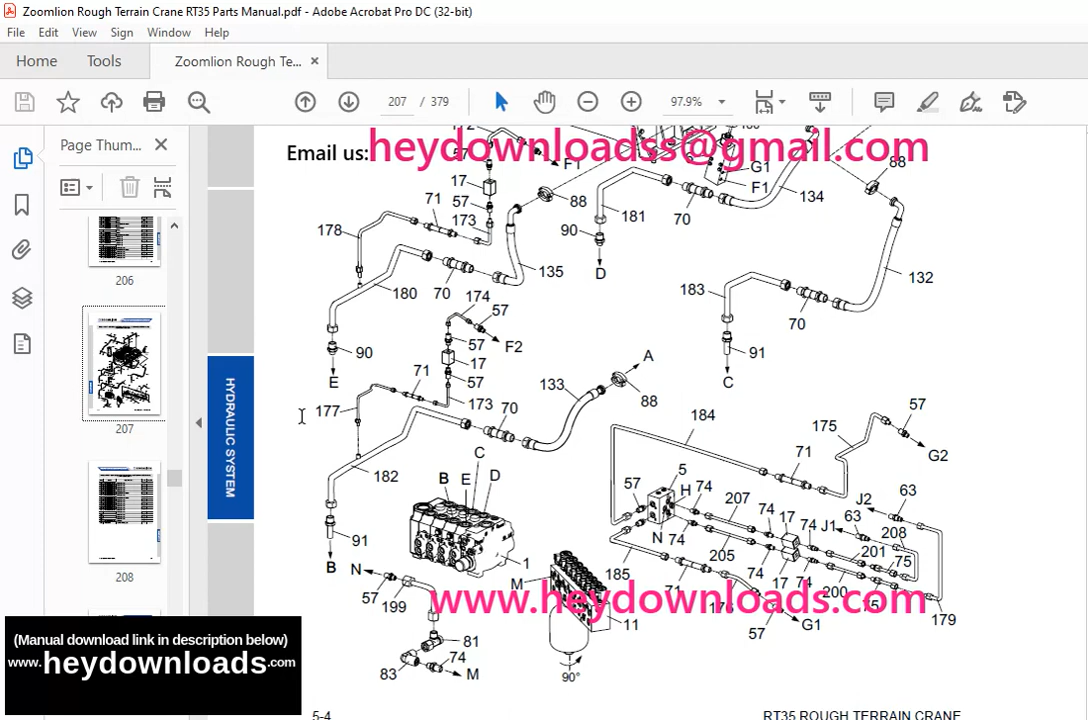 Zoomlion Rough Terrain Crane RT35 Parts Manual.pdf - Adobe Acrobat Pro DC (32-bit)
File Edit View Sign Window Help
Home Tools Zoomlion Rough Te... ×
207 / 379 97.9%
Page Thum... ×
206
207
208
HYDRAULIC SYSTEM
Email us:heydownloadss@gmail.com
57 F1 G1 88
17 F1 134
57 88 181 70
71 173 90
178 D
135 132
180 70 183
174 57 70
57 F2
90 17 91
E 71 57 A C
133 88
177 173 70
184 57
182 175
C 71 G2
B E D 5 57 H 74 J2 63
207 74 17 74 J1 63 208
91 N 74 201 75
B 1 205 74 17 74 200 75
N 185 71 179
57 199 M 176
www.heydownloads.com
11 57 G1
81
83 74 M
90°
5-4 RT35 ROUGH TERRAIN CRANE
(Manual download link in description below)
www.heydownloads.com